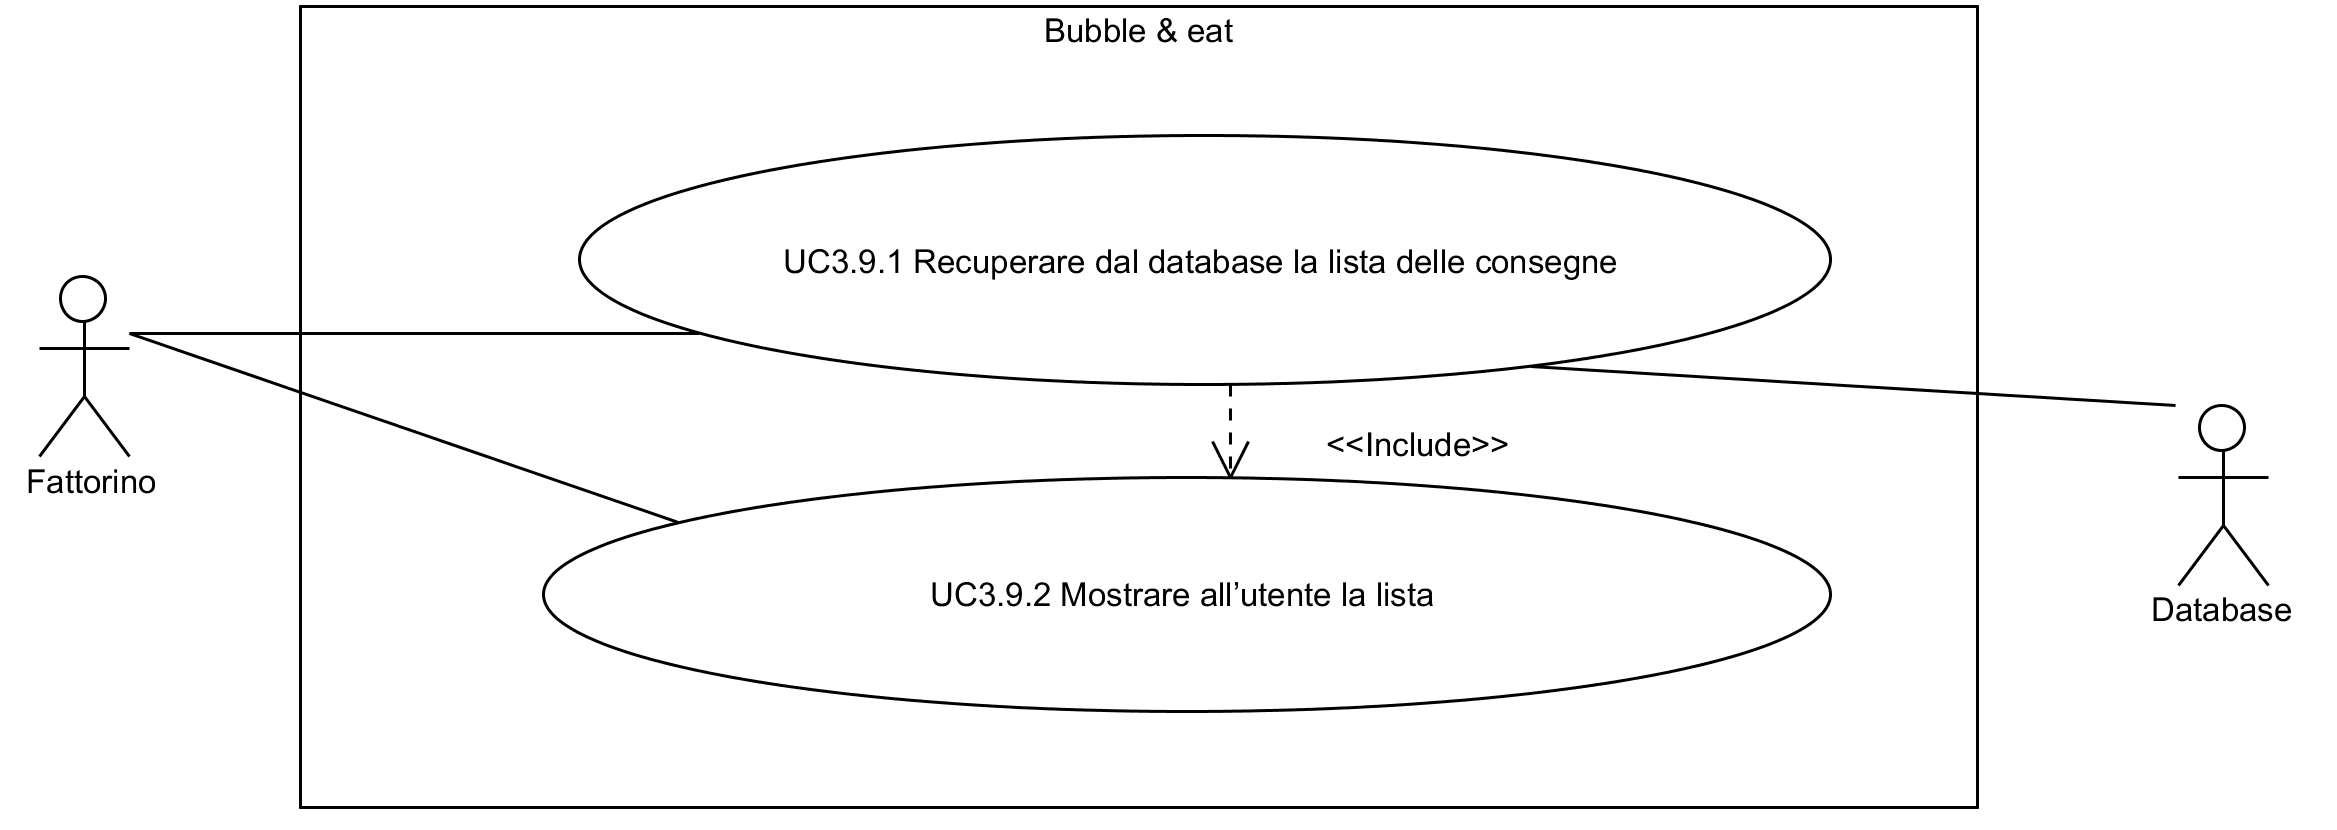 Bubble & eat
UC3.9.1 Recuperare dal database la lista delle consegne
<<Include>>
Fattorino
UC3.9.2 Mostrare all’utente la lista
Database